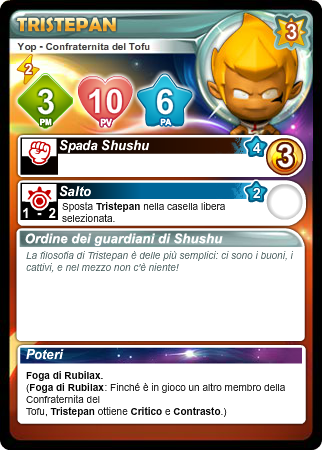 TRISTEPAN
3
Yop - Confraternita del Tofu
2
3
PM
10
PV
6
PA
Spada Shushu
4
3
Salto
2
1 - 2
Sposta Tristepan nella casella libera
selezionata.
Ordine dei guardiani di Shushu
La filosofia di Tristepan è delle più semplici: ci sono i buoni, i
cattivi, e nel mezzo non c'è niente!
Poteri
Foga di Rubilax.
(Foga di Rubilax: Finché è in gioco un altro membro della
Confraternita del
Tofu, Tristepan ottiene Critico e Contrasto.)